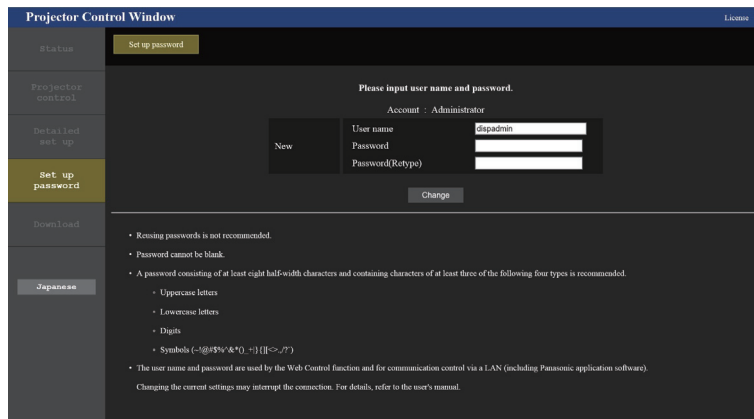 Projector Control Window
License
Status
Projector
control
Detailed
set up
Set up
password
Download
Japanese
Set up password
Please input user name and password.
Account : Administrator
New
User name
dispadmin
Password
Password(Retype)
Change
• Reusing passwords is not recommended.
• Password cannot be blank.
• A password consisting of at least eight half-width characters and containing characters of at least three of the following four types is recommended.
Uppercase letters
Lowercase letters
Digits
Symbols (~!@#$%^&*()_+|}{][<>.,/?¨)
• The user name and password are used by the Web Control function and for communication control via a LAN (including Panasonic application software).
Changing the current settings may interrupt the connection. For details, refer to the user's manual.